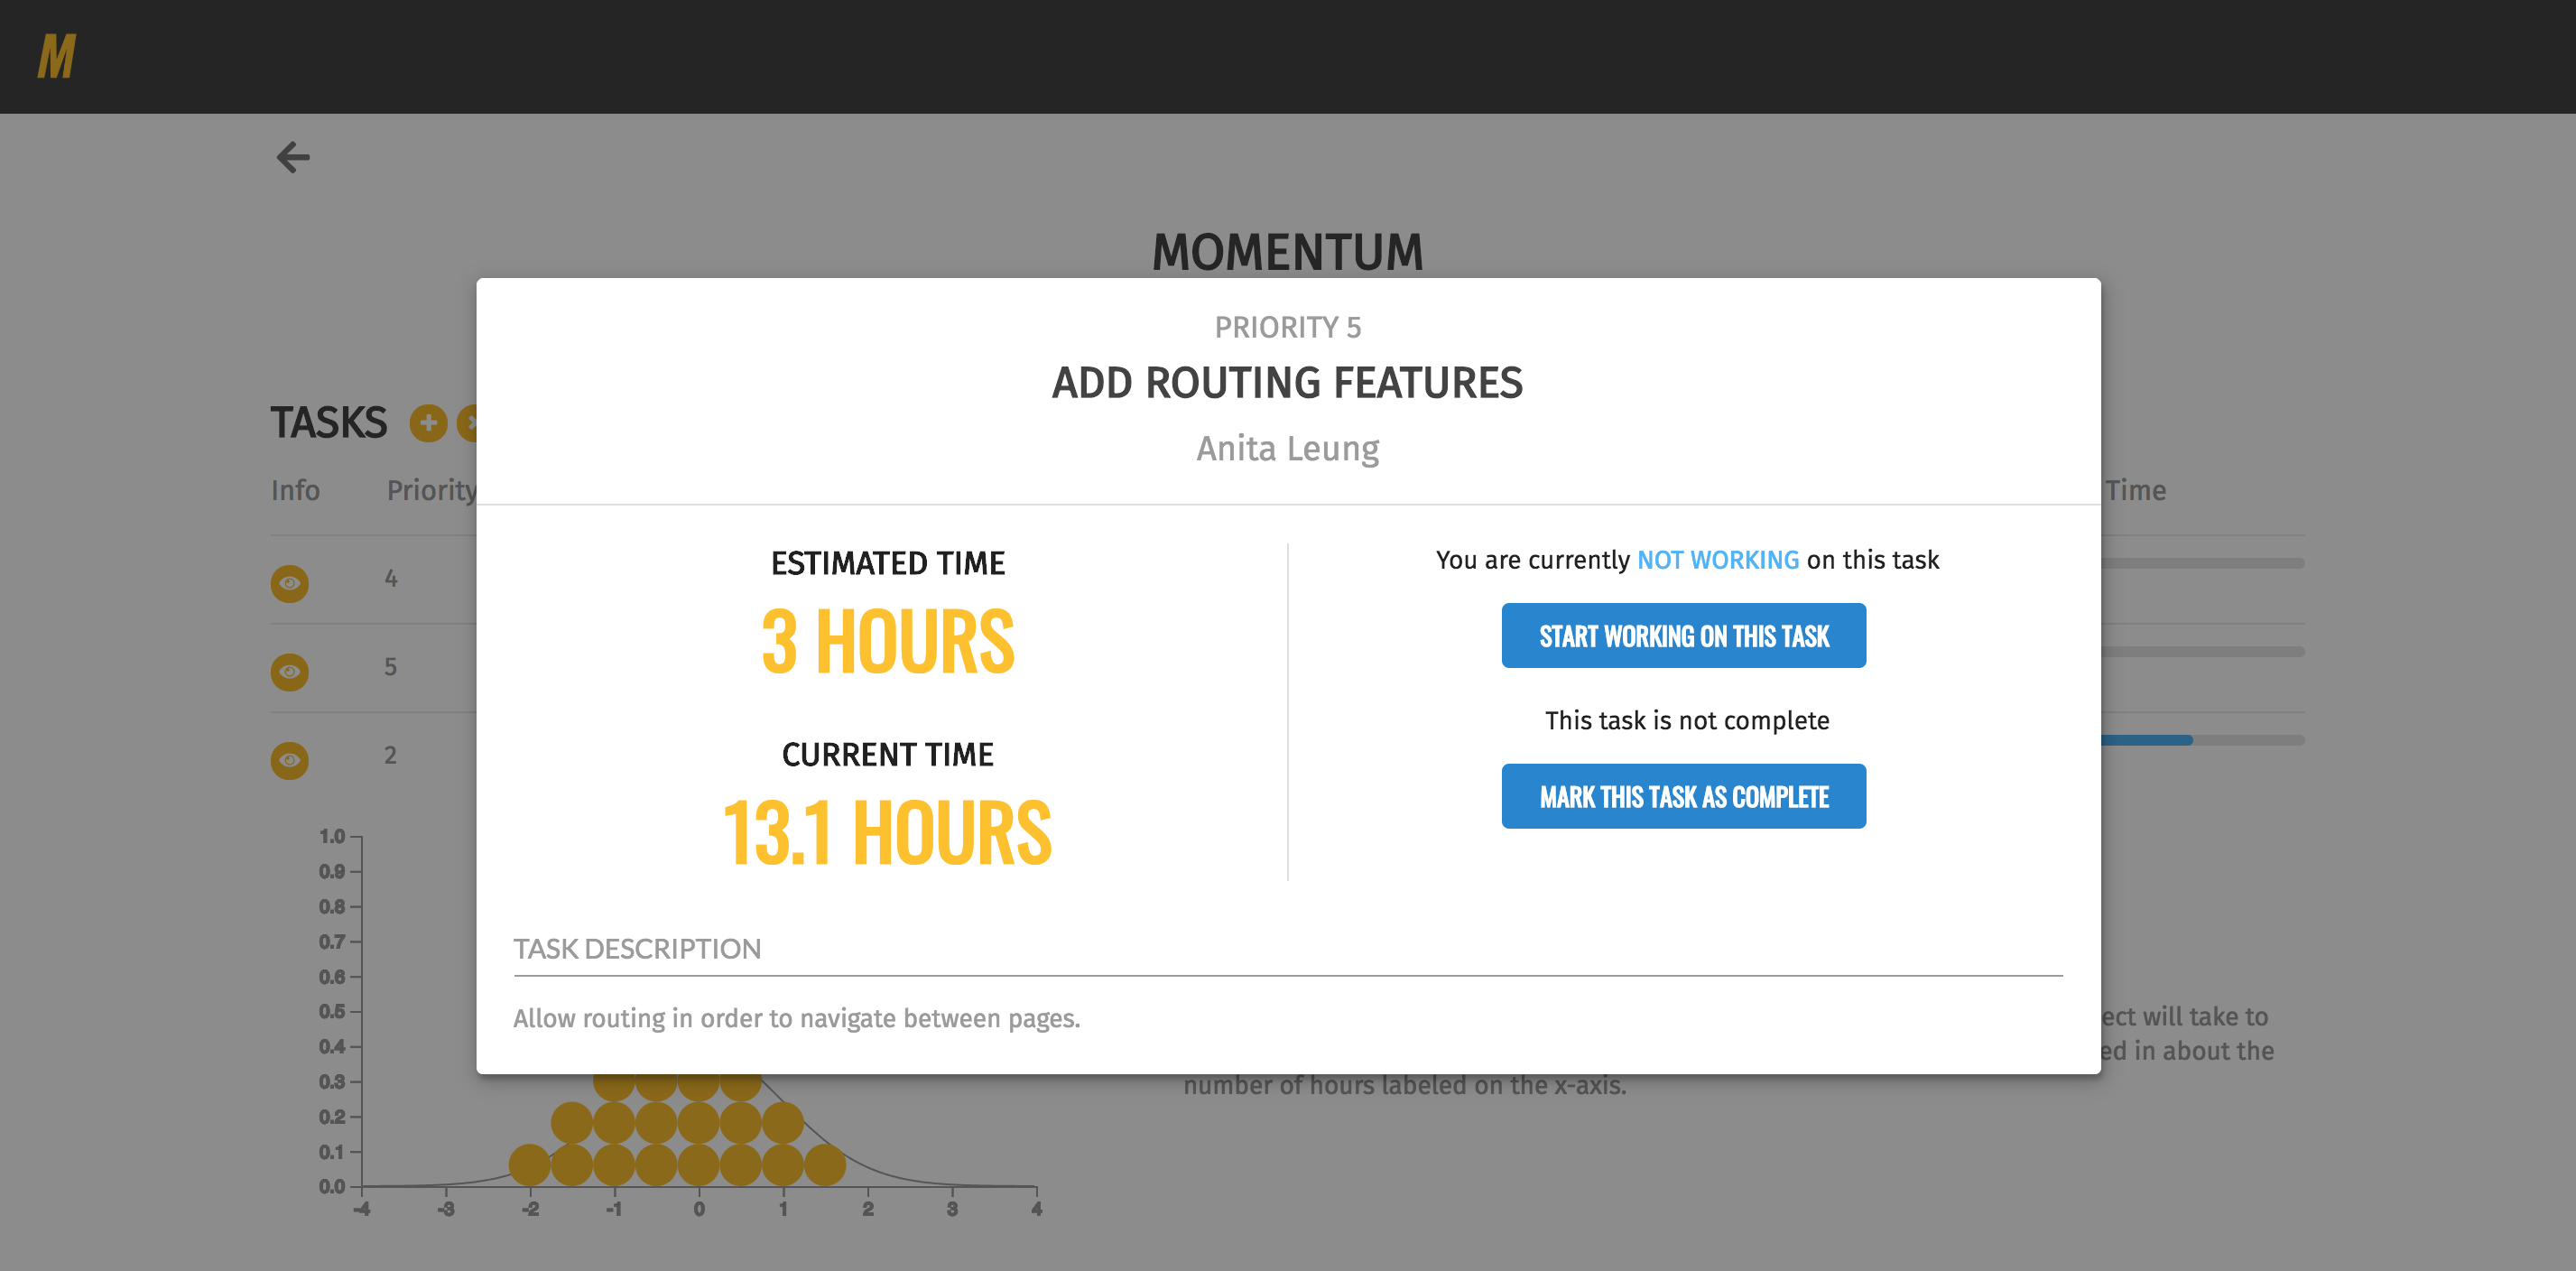 M
MOMENTUM
PRIORITY 5
ADD ROUTING FEATURES
Anita Leung
TASKS
Info Priority Time
4
5
2
ESTIMATED TIME
3 HOURS
CURRENT TIME
13.1 HOURS
You are currently NOT WORKING on this task
START WORKING ON THIS TASK
This task is not complete
MARK THIS TASK AS COMPLETE
TASK DESCRIPTION
Allow routing in order to navigate between pages.
will take to
in about the
number of hours labeled on the x-axis.
1.0
0.9
0.8
0.7
0.6
0.5
0.4
0.3
0.2
0.1
0.0
-4 -3 -2 -1 0 1 2 3 4